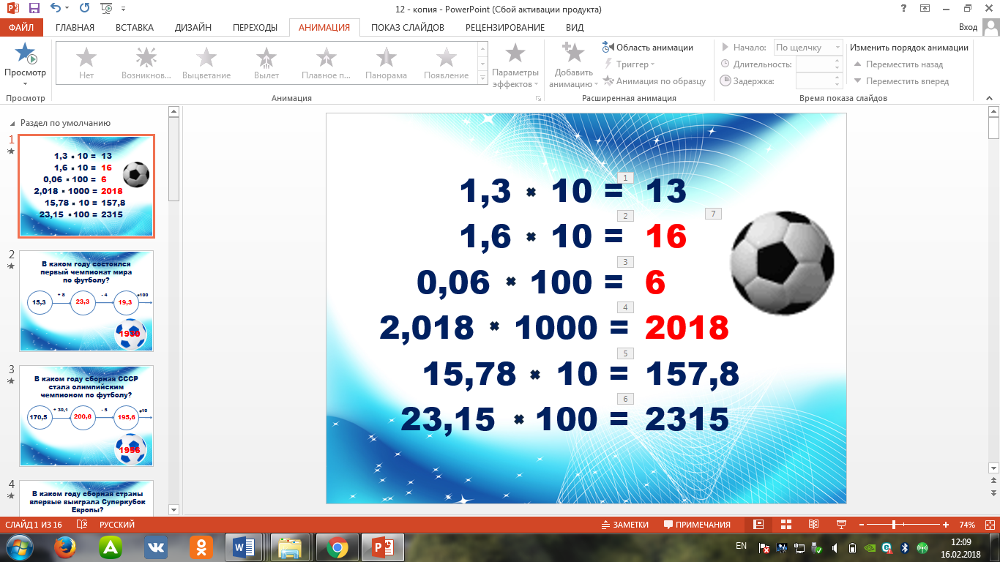 12 - копия - PowerPoint (Сбой активации продукта)
ФАЙЛ ГЛАВНАЯ ВСТАВКА ДИЗАЙН ПЕРЕХОДЫ АНИМАЦИЯ ПОКАЗ СЛАЙДОВ РЕЦЕНЗИРОВАНИЕ ВИД Вход
Просмотр
Нет Возникнов... Выцветание Вылет Плавное п... Панорама Появление
Параметры эффектов
Добавить анимацию
Область анимации
Триггер
Анимация по образцу
Начало: По щелчку
Длительность:
Задержка:
Изменить порядок анимации
Переместить назад
Переместить вперед
Просмотр Анимация Расширенная анимация Время показа слайдов
Раздел по умолчанию
1
1,3 • 10 = 13
1,6 • 10 = 16
0,06 • 100 = 6
2,018 • 1000 = 2018
15,78 • 10 = 157,8
23,15 • 100 = 2315
2
В каком году состоялся
первый чемпионат мира
по футболу?
15,3 + 8 23,3 - 4 19,3 •100
1930
3
В каком году сборная СССР
стала олимпийским
чемпионом по футболу?
170,5 + 30,1 200,6 - 5 195,6 •10
1956
4
В каком году сборная страны
впервые выиграла Суперкубок
Европы?
1
1,3 • 10 = 13
2 7
1,6 • 10 = 16
3
0,06 • 100 = 6
4
2,018 • 1000 = 2018
5
15,78 • 10 = 157,8
6
23,15 • 100 = 2315
СЛАЙД 1 ИЗ 16 РУССКИЙ ЗАМЕТКИ ПРИМЕЧАНИЯ 74%
EN 12:09
16.02.2018